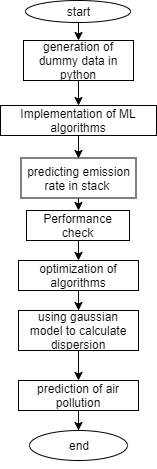 start
generation of
dummy data in
python
Implementation of ML
algorithms
predicting emission
rate in stack
Performance
check
optimization of
algorithms
using gaussian
model to calculate
dispersion
prediction of air
pollution
end